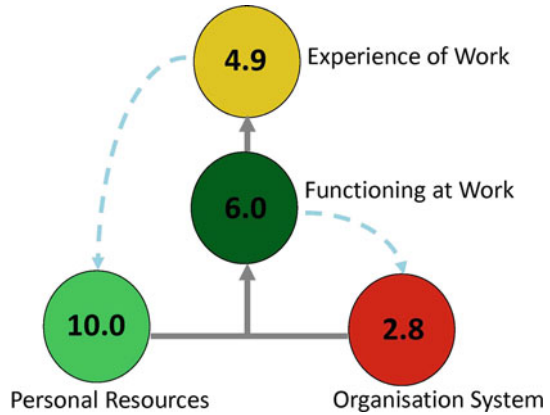 4.9
Experience of Work
6.0
Functioning at Work
10.0
2.8
Personal Resources
Organisation System